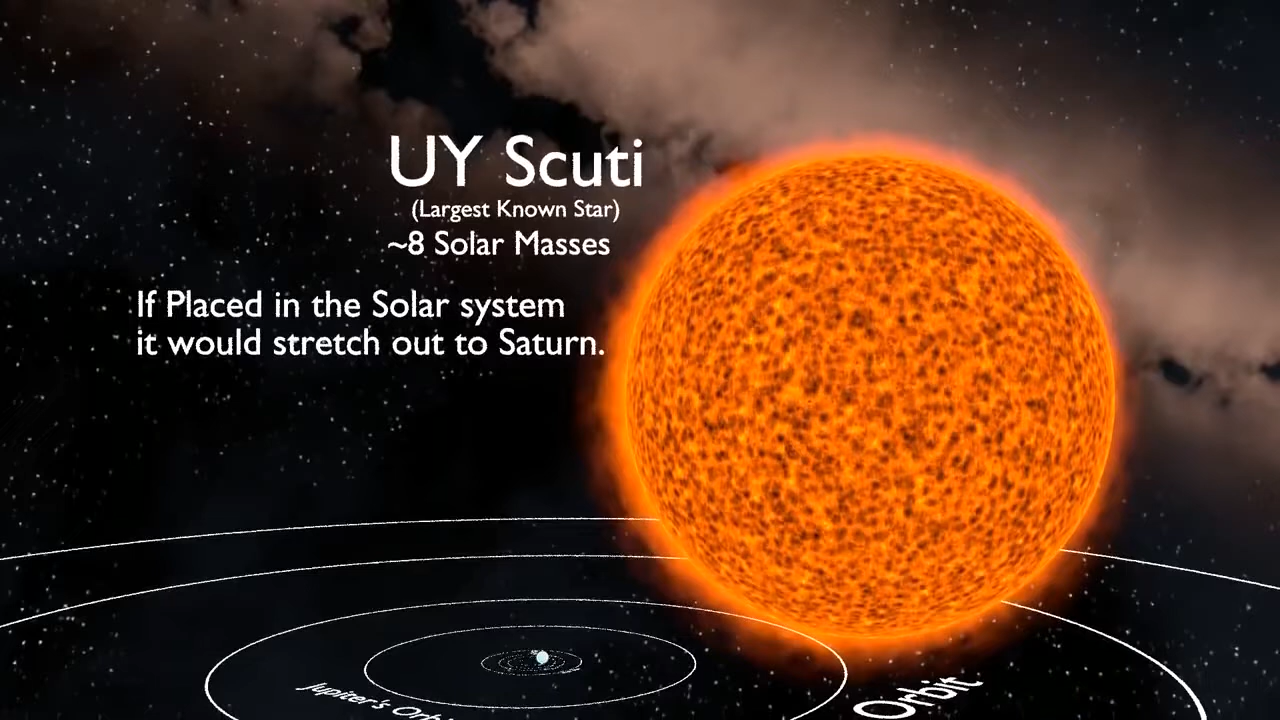 UY Scuti
(Largest Known Star)
~8 Solar Masses
If Placed in the Solar system
it would stretch out to Saturn.
Jupiter's
Orbit